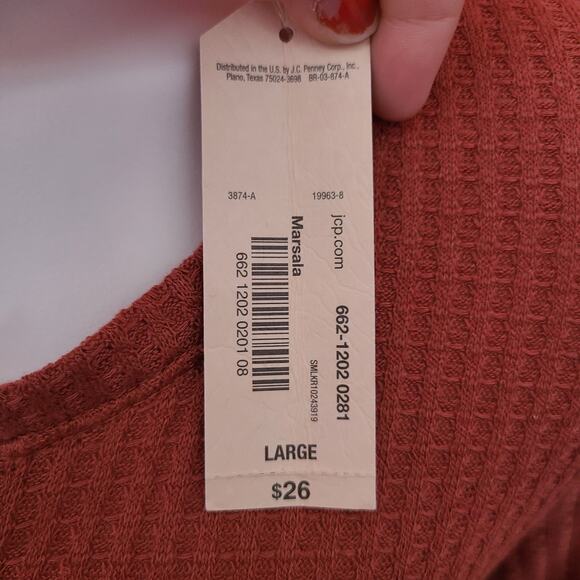 Distributed in the U.S. by J.C. Penney Corp., Inc.,
Plano, Texas 75024-3698 BR-03-874-A
3874-A 19963-8
jcp.com 662-1202 0281
SMLKR10243919
Marsala
662 1202 0201 08
LARGE
$26